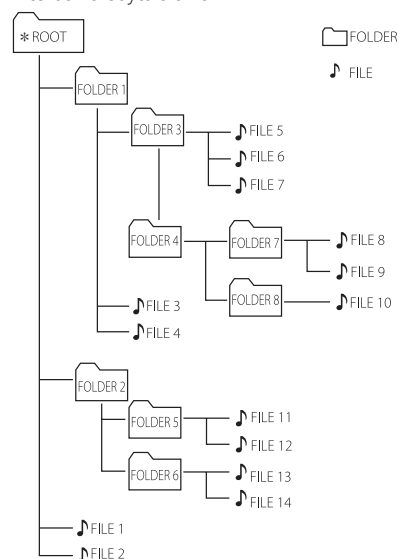 * ROOT
FOLDER
FILE
FOLDER 1
FOLDER 3
FILE 5
FILE 6
FILE 7
FOLDER 4
FOLDER 7
FILE 8
FILE 9
FOLDER 8
FILE 10
FILE 3
FILE 4
FOLDER 2
FOLDER 5
FILE 11
FILE 12
FOLDER 6
FILE 13
FILE 14
FILE 1
FILE 2